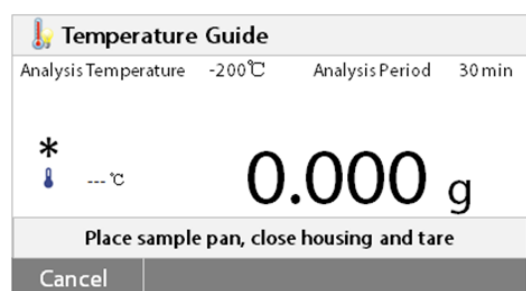 Temperature Guide
Analysis Temperature -200℃ Analysis Period 30 min
*
--- ℃ 0.000 g
Place sample pan, close housing and tare
Cancel